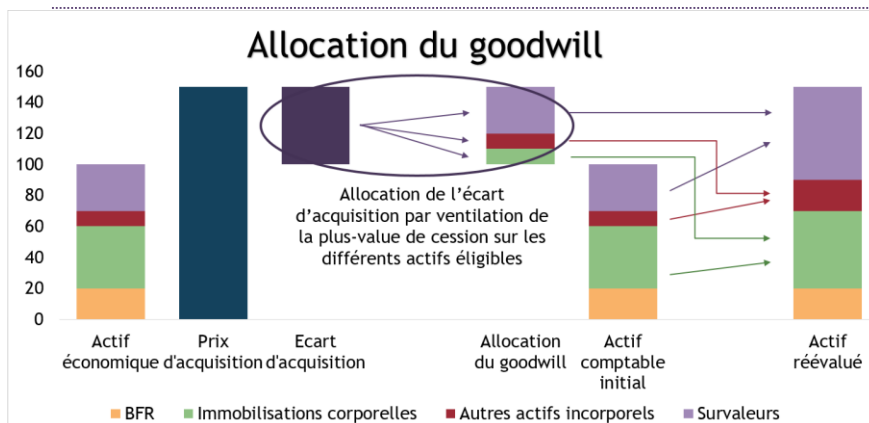 Allocation du goodwill
160
140
120
100
80
60
40
20
0
Allocation de l'écart
d'acquisition par ventilation de
la plus-value de cession sur les
différents actifs éligibles
Actif
économique
Prix
d'acquisition
Ecart
d'acquisition
Allocation
du goodwill
Actif
comptable
initial
Actif
réévalué
BFR
Immobilisations corporelles
Autres actifs incorporels
Survaleurs